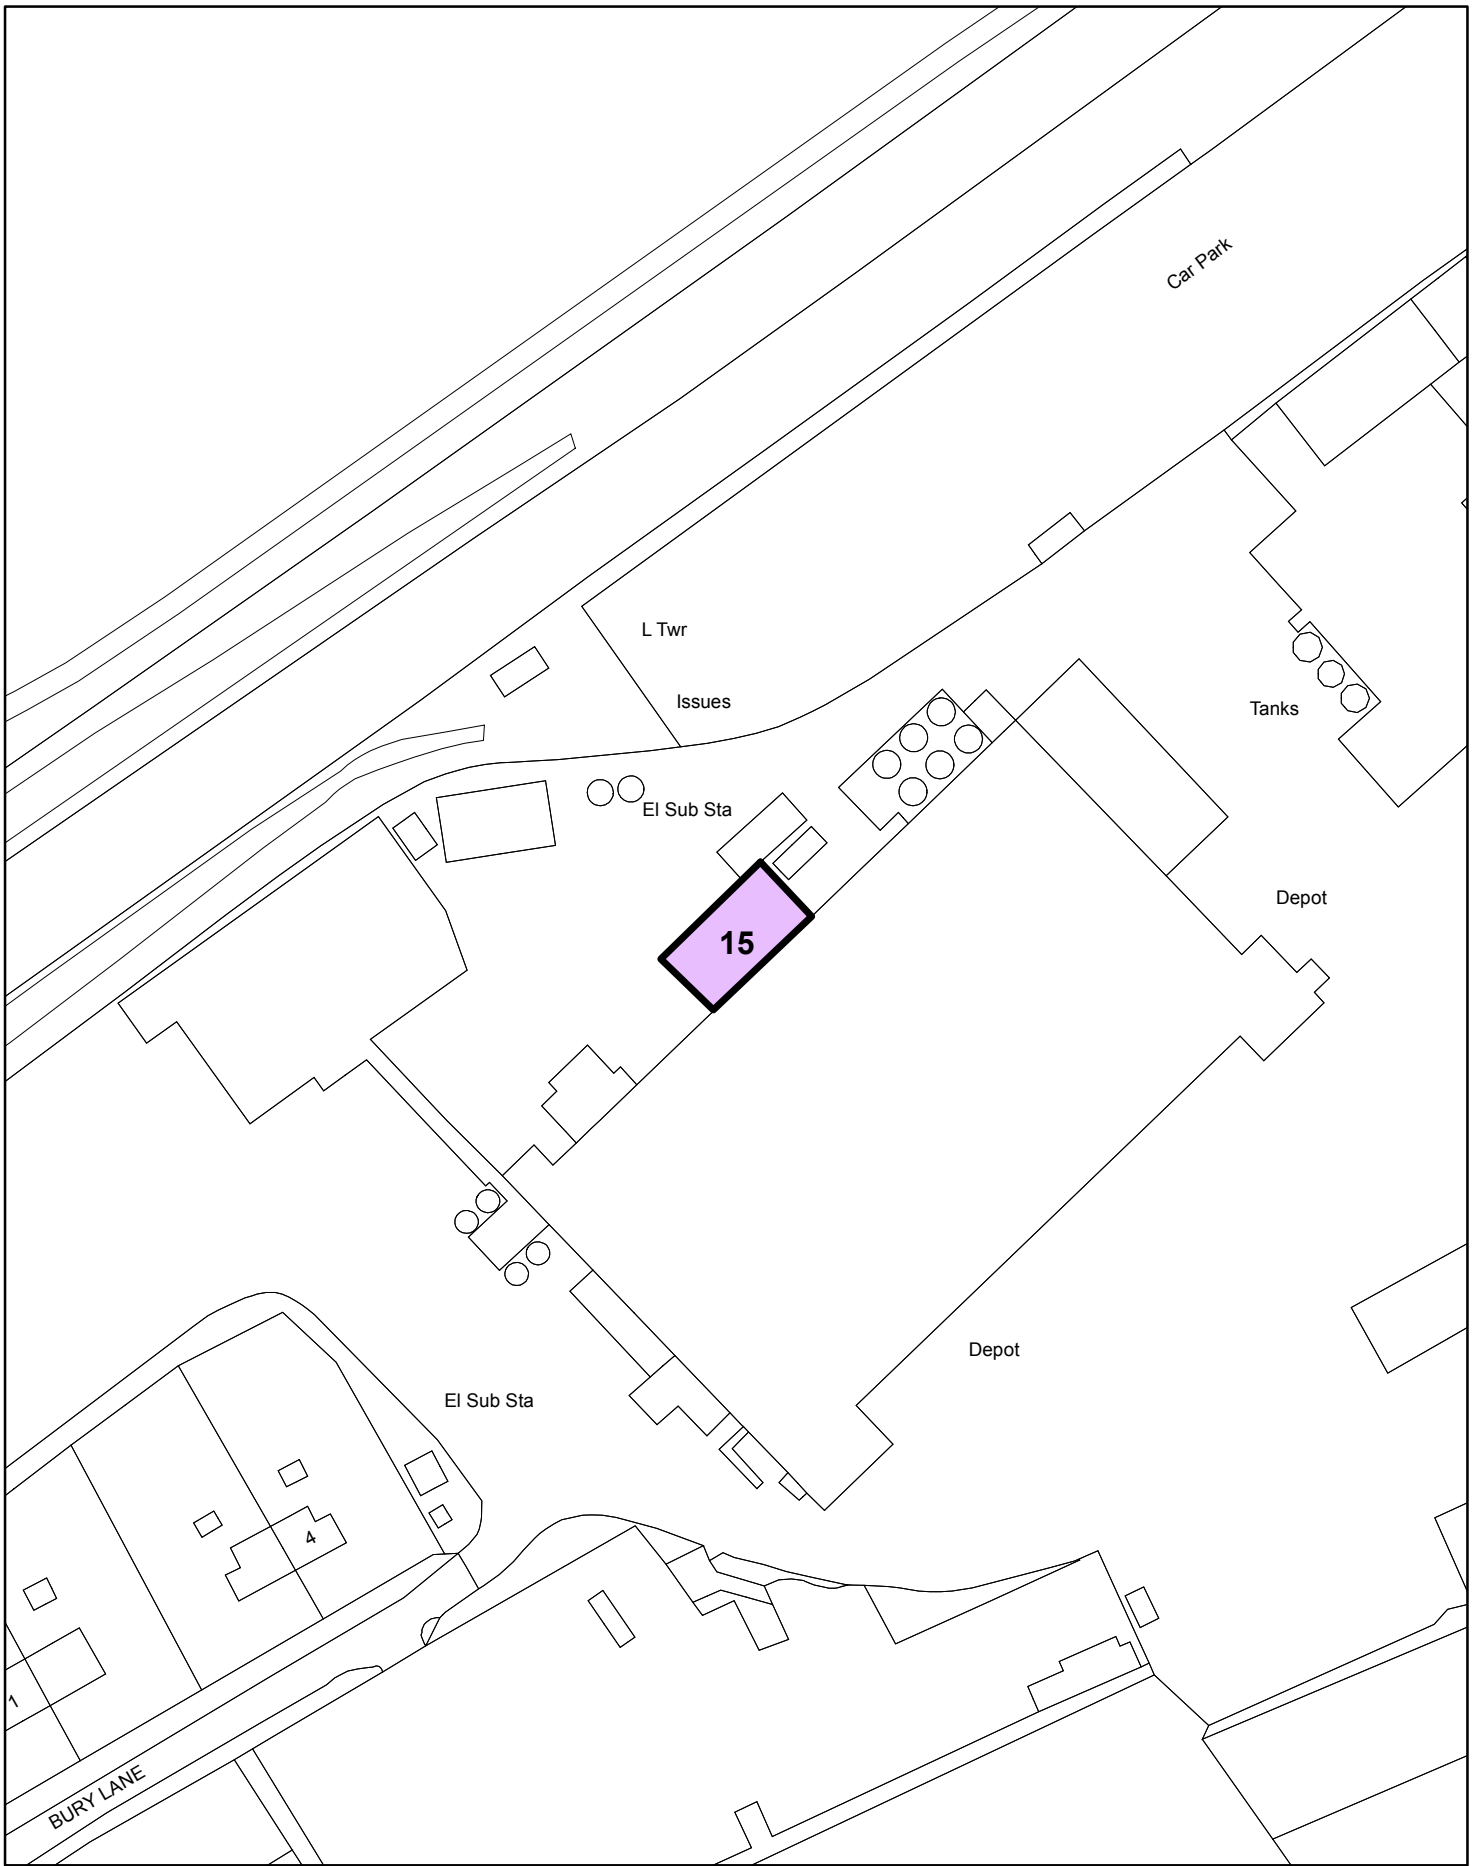 Car Park
L Twr
Issues
Tanks
El Sub Sta
Depot
15
Depot
El Sub Sta
4
1
BURY LANE